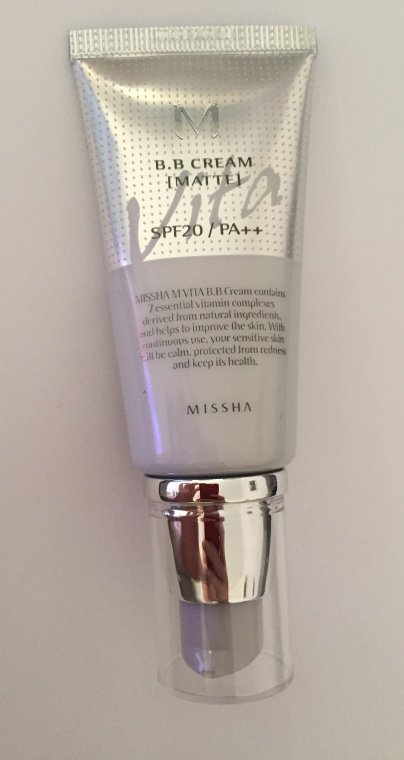 M
B.B CREAM
[MATTE]
Vita
SPF20 / PA++
MISSHA M VITA B.B Cream contains
7 essential vitamin complexes
derived from natural ingredients,
and helps to improve the skin. With
continuous use, your sensitive skin
will be calm, protected from redness
and keep its health.
MISSHA